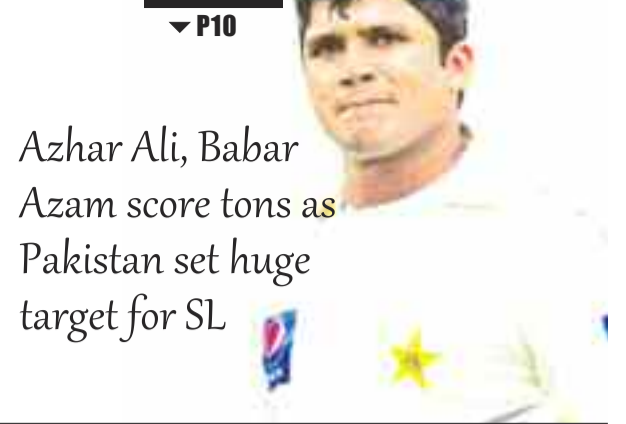 P10
Azhar Ali, Babar
Azam score tons as
Pakistan set huge
target for SL